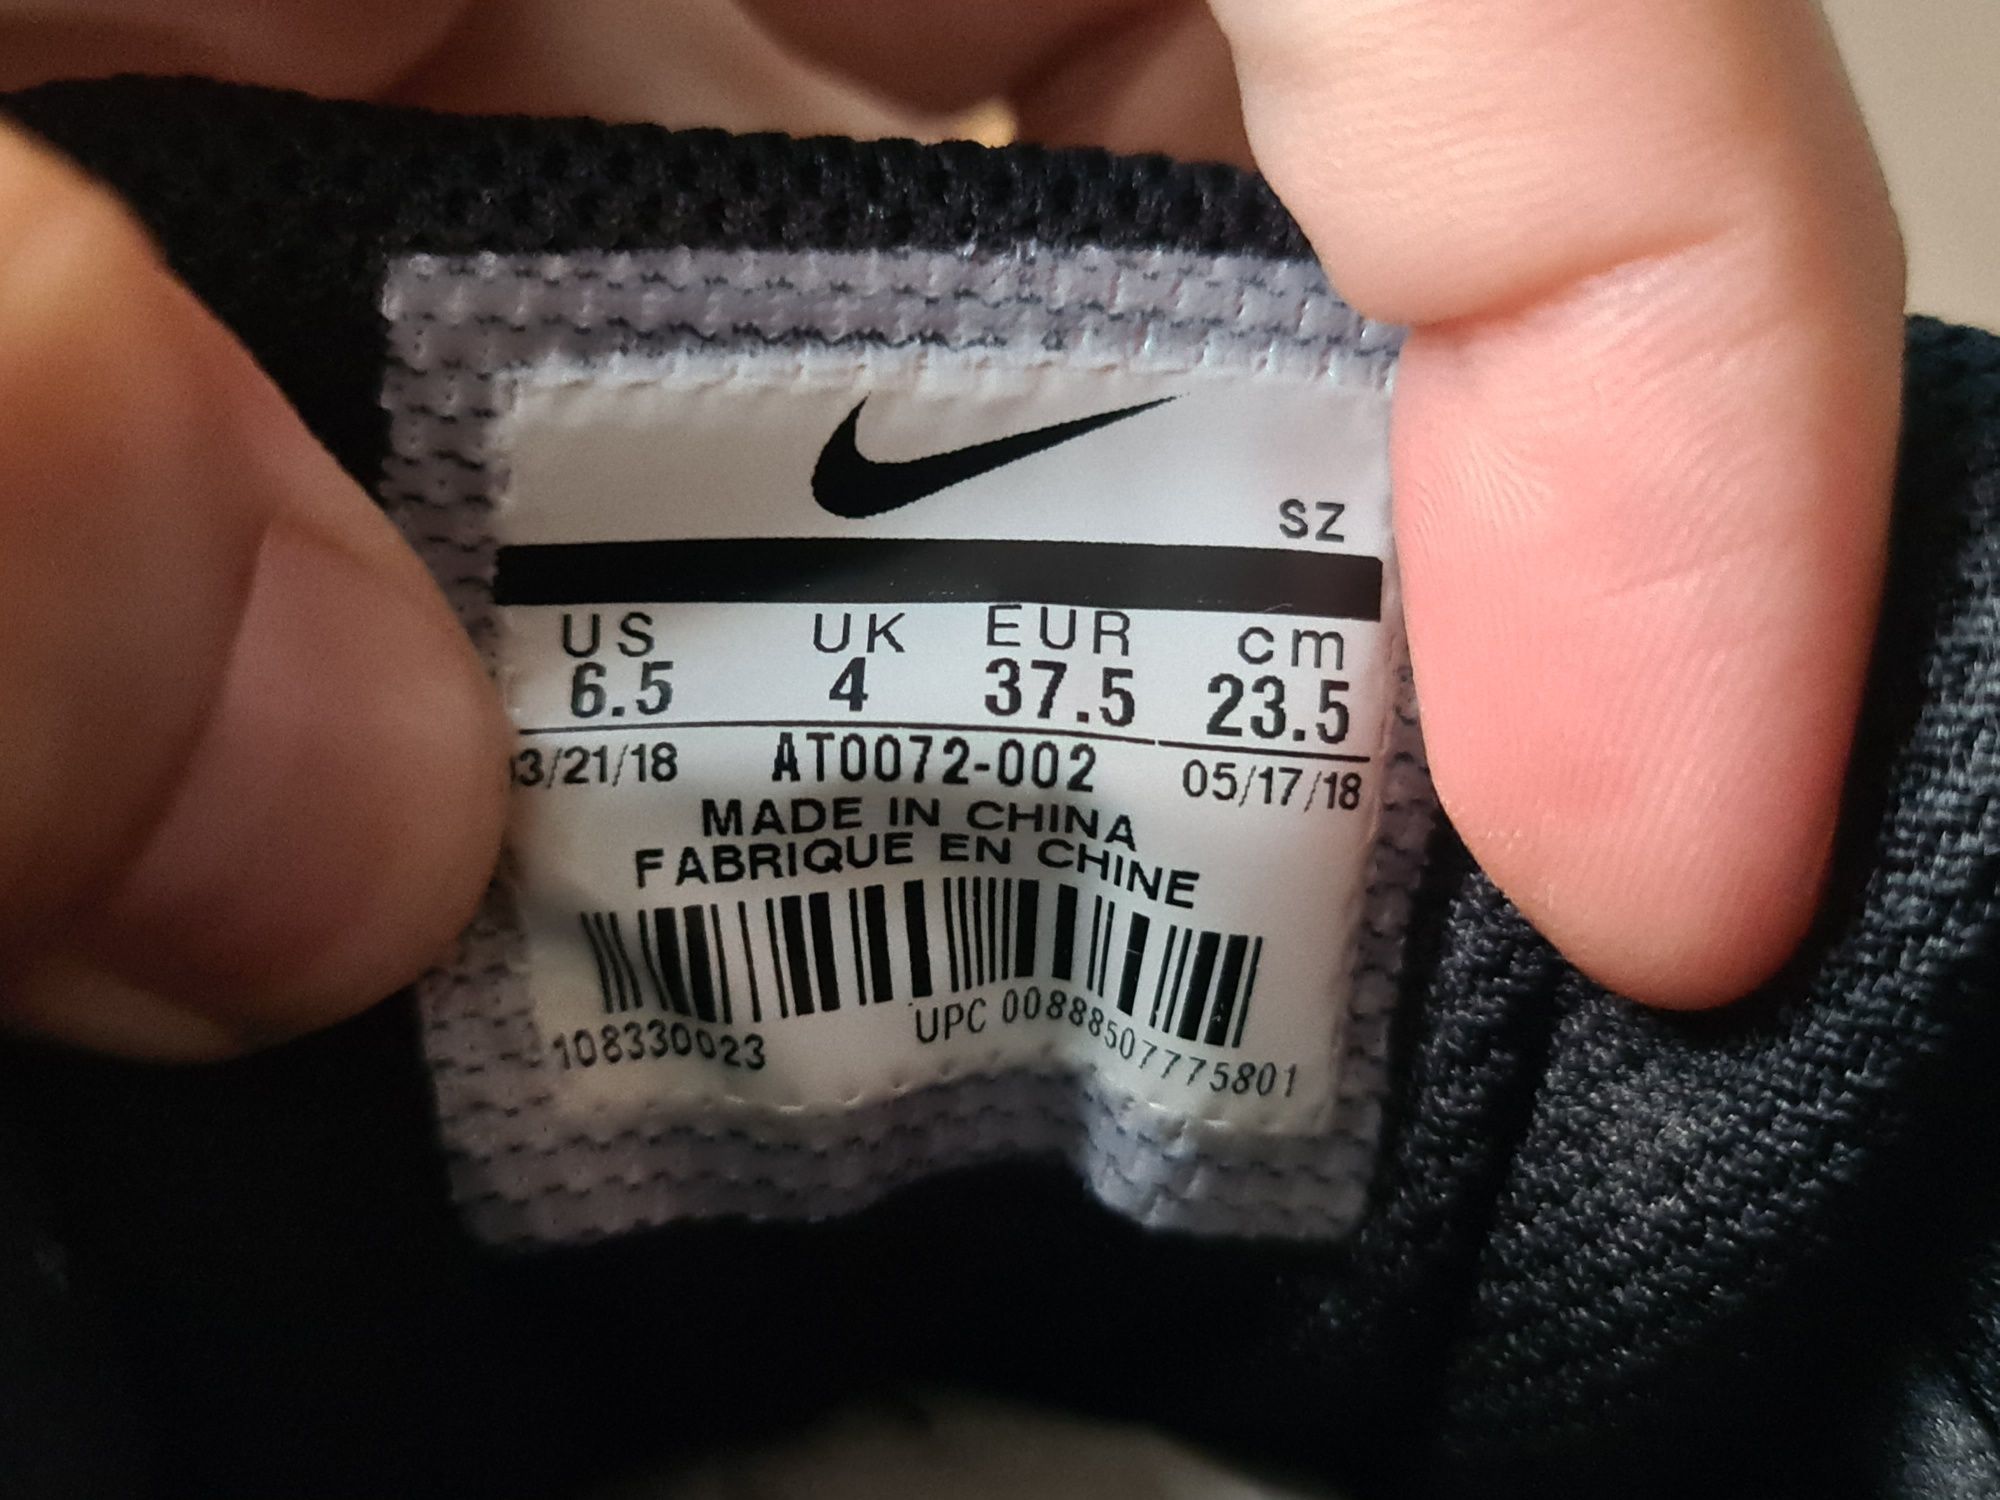 SZ
US UK EUR cm
6.5 4 37.5 23.5
3/21/18 AT0072-002 05/17/18
MADE IN CHINA
FABRIQUE EN CHINE
108330023 UPC 00888507775801